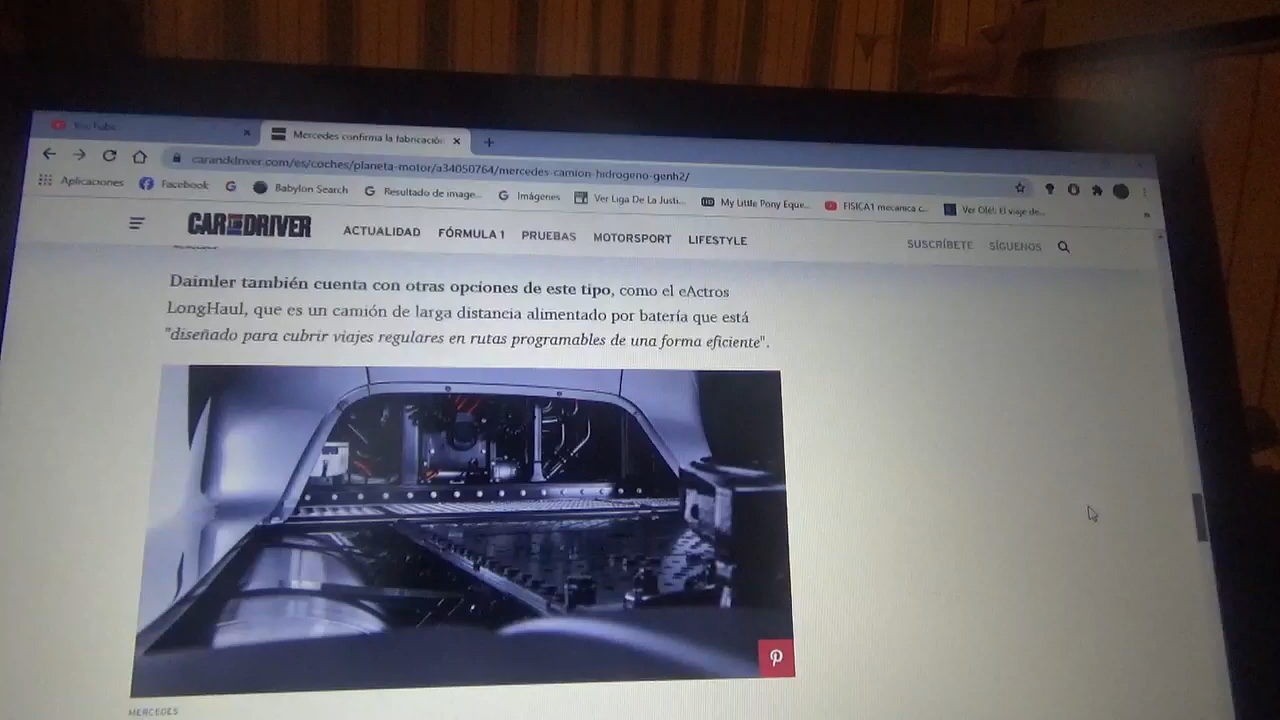 YouTube
Mercedes confirma la fabricación
caranddriver.com/es/coches/planeta-motor/a34050764/mercedes-camion-hidrogeno-genh2/
Aplicaciones Facebook Babylon Search Resultado de image... Imágenes Ver Liga De La Justi... My Little Pony Eque... FISICA1 mecanica c... Ver Olé!: El viaje de...
CAR AND DRIVER ACTUALIDAD FÓRMULA 1 PRUEBAS MOTORSPORT LIFESTYLE SUSCRÍBETE SÍGUENOS
Daimler también cuenta con otras opciones de este tipo, como el eActros
LongHaul, que es un camión de larga distancia alimentado por batería que está
"diseñado para cubrir viajes regulares en rutas programables de una forma eficiente".
MERCEDES